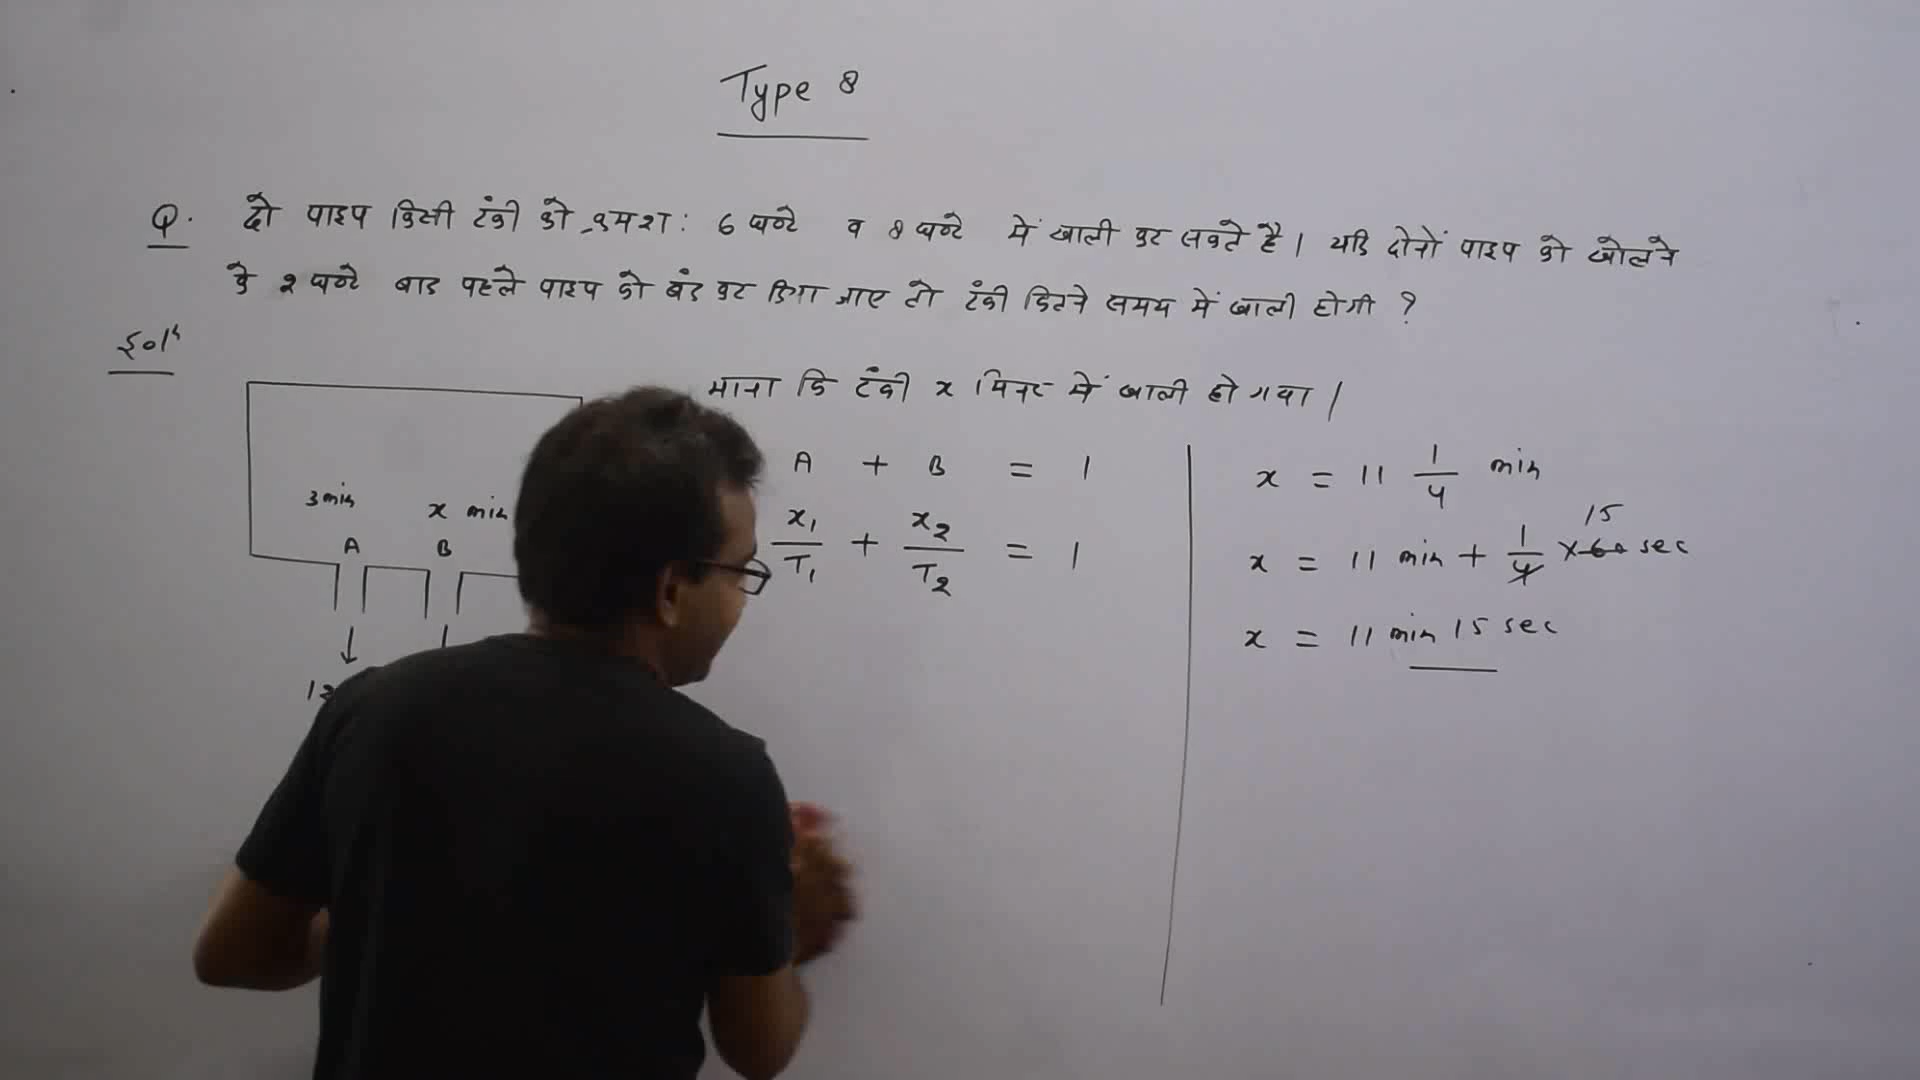 Type 8
Q. दो पाइप किसी टंकी को क्रमश: 6 घण्टे व 8 घण्टे में खाली कर सकते है। यदि दोनों पाइप को खोलने
के 2 घण्टे बाद पहले पाइप को बंद कर दिया जाए तो टंकी कितने समय में खाली होगी ?
Solⁿ
माना कि टंकी x मिनट में खाली हो गया।
3 min x min
A B
12
A + B = 1
x₁/T₁ + x₂/T₂ = 1
x = 11 1/4 min
x = 11 min + 1/4 × 60 sec
15
x = 11 min 15 sec